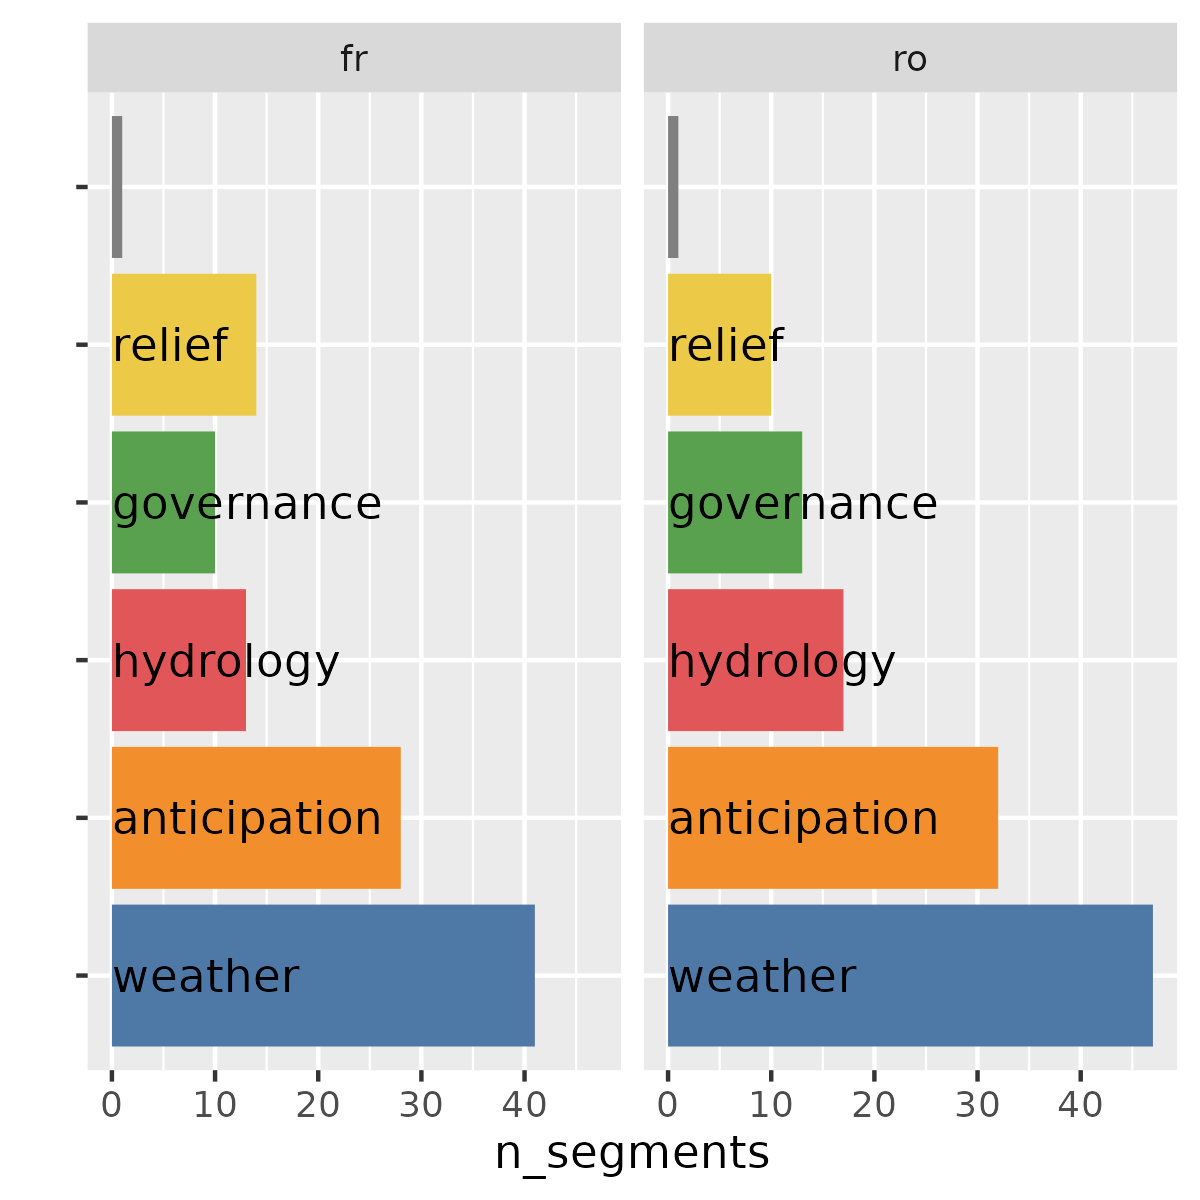 fr
ro
relief
relief
governance
governance
hydrology
hydrology
anticipation
anticipation
weather
weather
0 10 20 30 40
0 10 20 30 40
n_segments